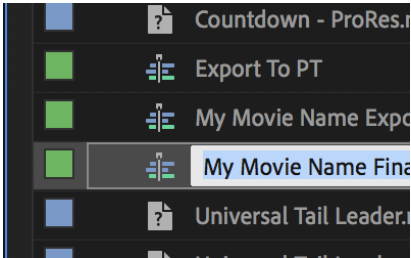 Countdown - ProRes.
Export To PT
My Movie Name Expo
My Movie Name Fina
Universal Tail Leader.